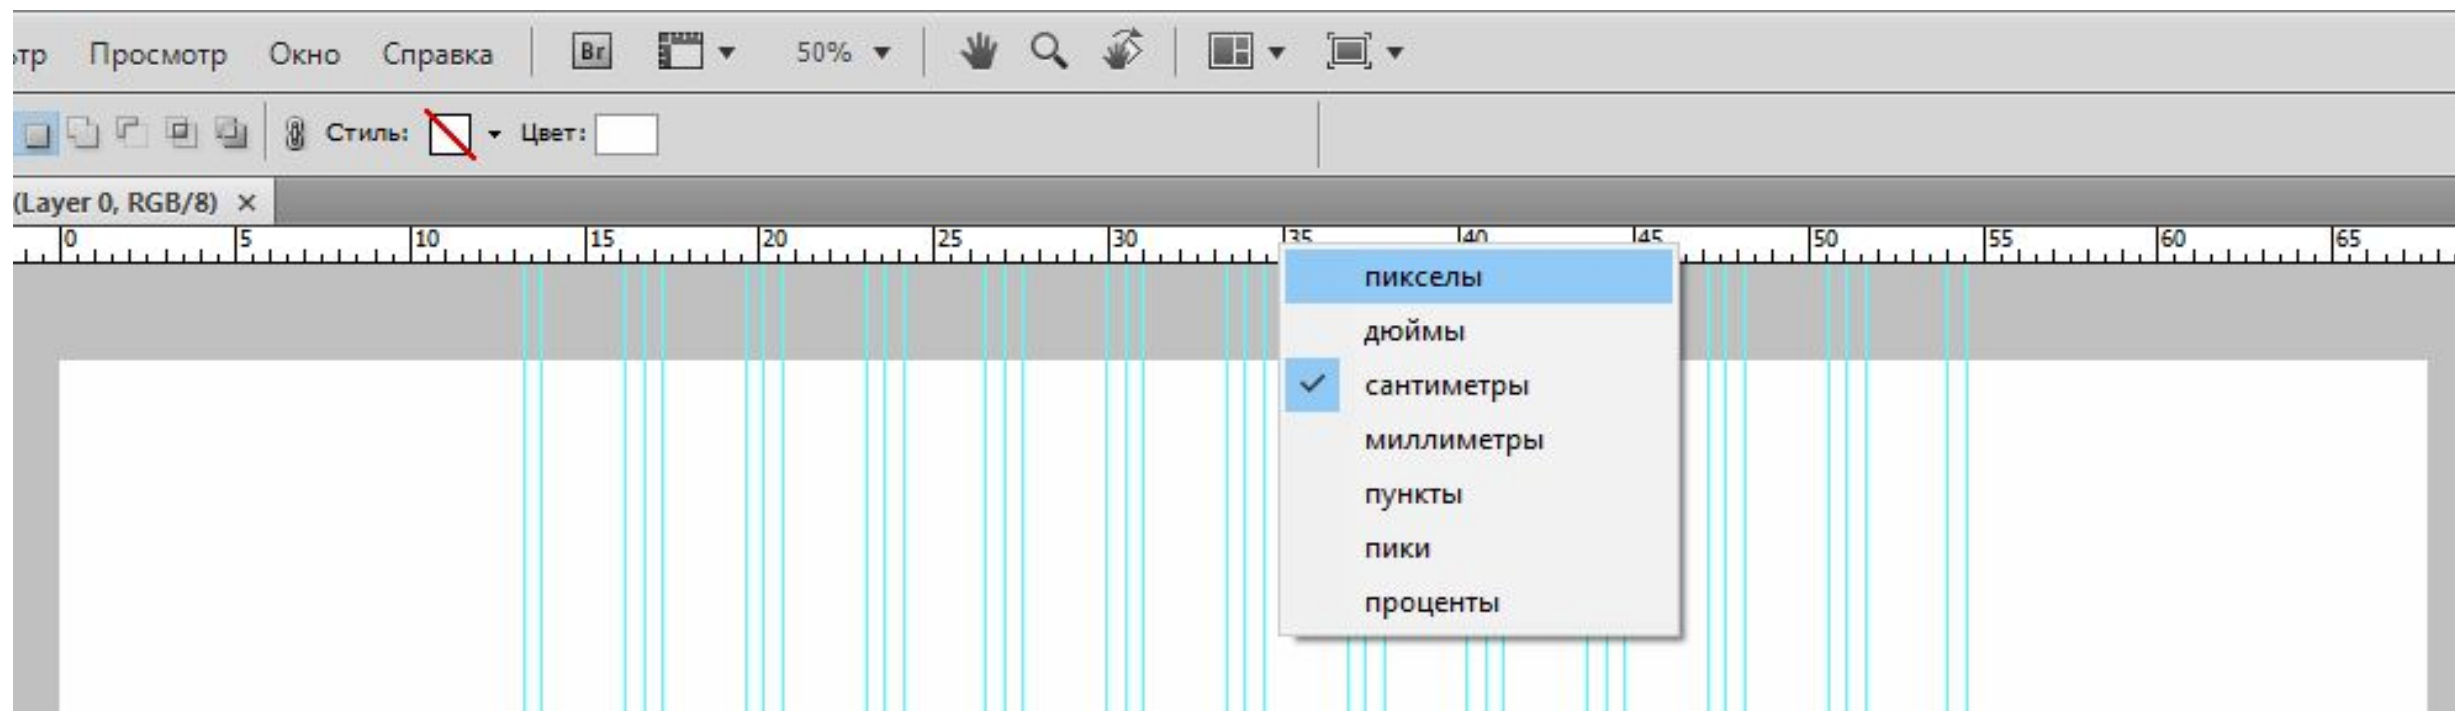 Просмотр Окно Справка Br 50%
Стиль: Цвет:
(Layer 0, RGB/8) ×
0 5 10 15 20 25 30 35 40 45 50 55 60 65
пикселы
дюймы
сантиметры
миллиметры
пункты
пики
проценты